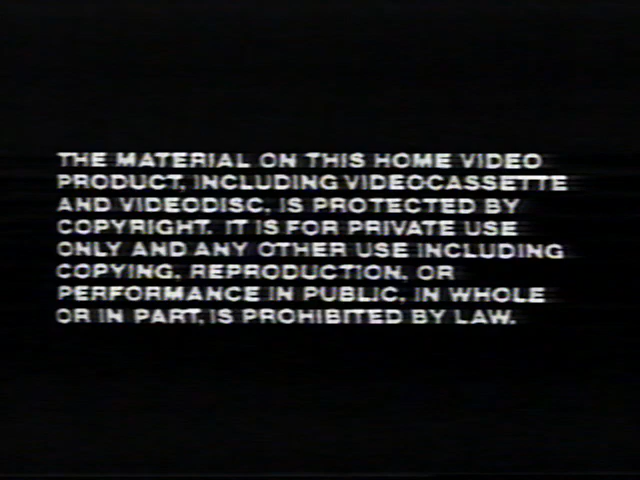 THE MATERIAL ON THIS HOME VIDEO
PRODUCT, INCLUDING VIDEOCASSETTE
AND VIDEODISC, IS PROTECTED BY
COPYRIGHT. IT IS FOR PRIVATE USE
ONLY AND ANY OTHER USE INCLUDING
COPYING, REPRODUCTION, OR
PERFORMANCE IN PUBLIC, IN WHOLE
OR IN PART, IS PROHIBITED BY LAW.